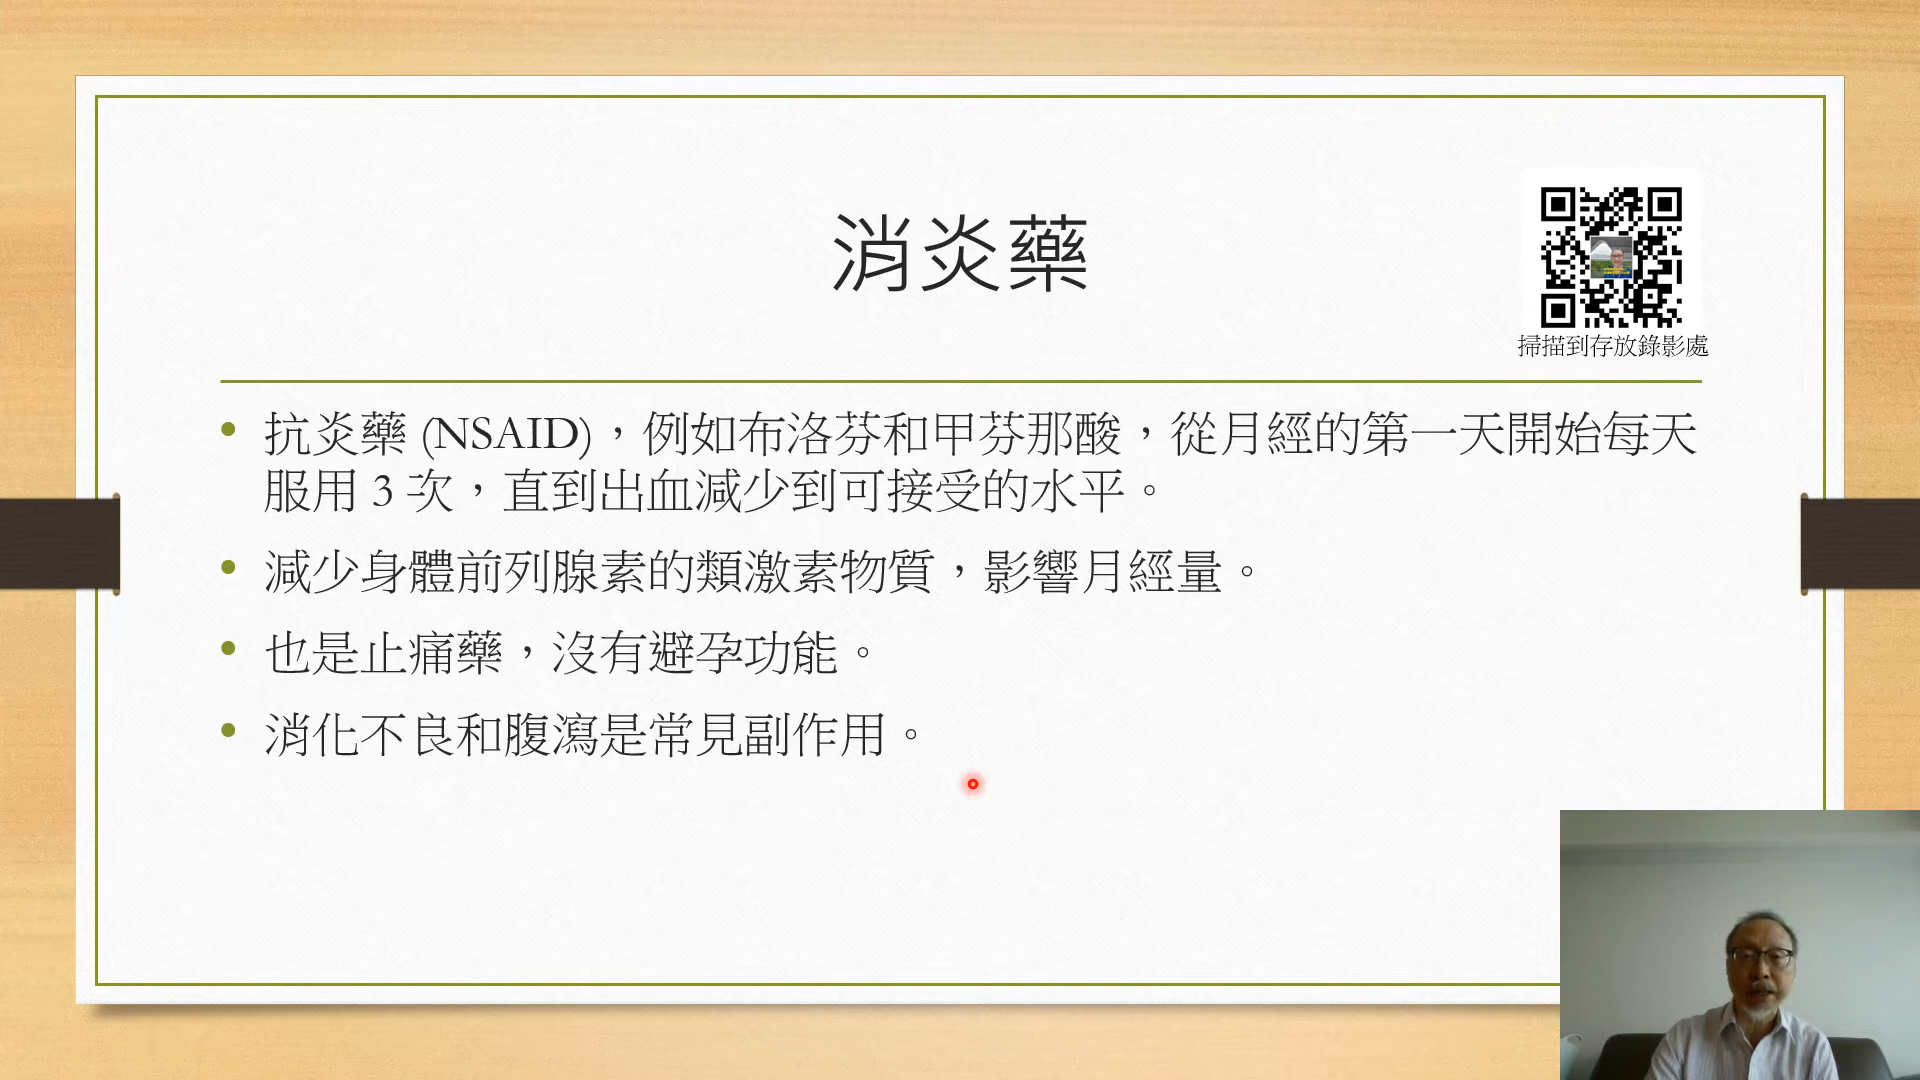 消炎藥
掃描到存放錄影處
• 抗炎藥 (NSAID)，例如布洛芬和甲芬那酸，從月經的第一天開始每天
服用 3 次，直到出血減少到可接受的水平。
• 減少身體前列腺素的類激素物質，影響月經量。
• 也是止痛藥，沒有避孕功能。
• 消化不良和腹瀉是常見副作用。